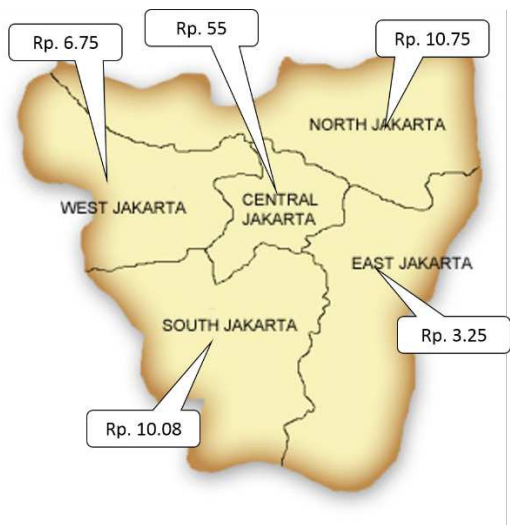 Rp. 6.75
Rp. 55
Rp. 10.75
NORTH JAKARTA
WEST JAKARTA
CENTRAL
JAKARTA
EAST JAKARTA
SOUTH JAKARTA
Rp. 3.25
Rp. 10.08